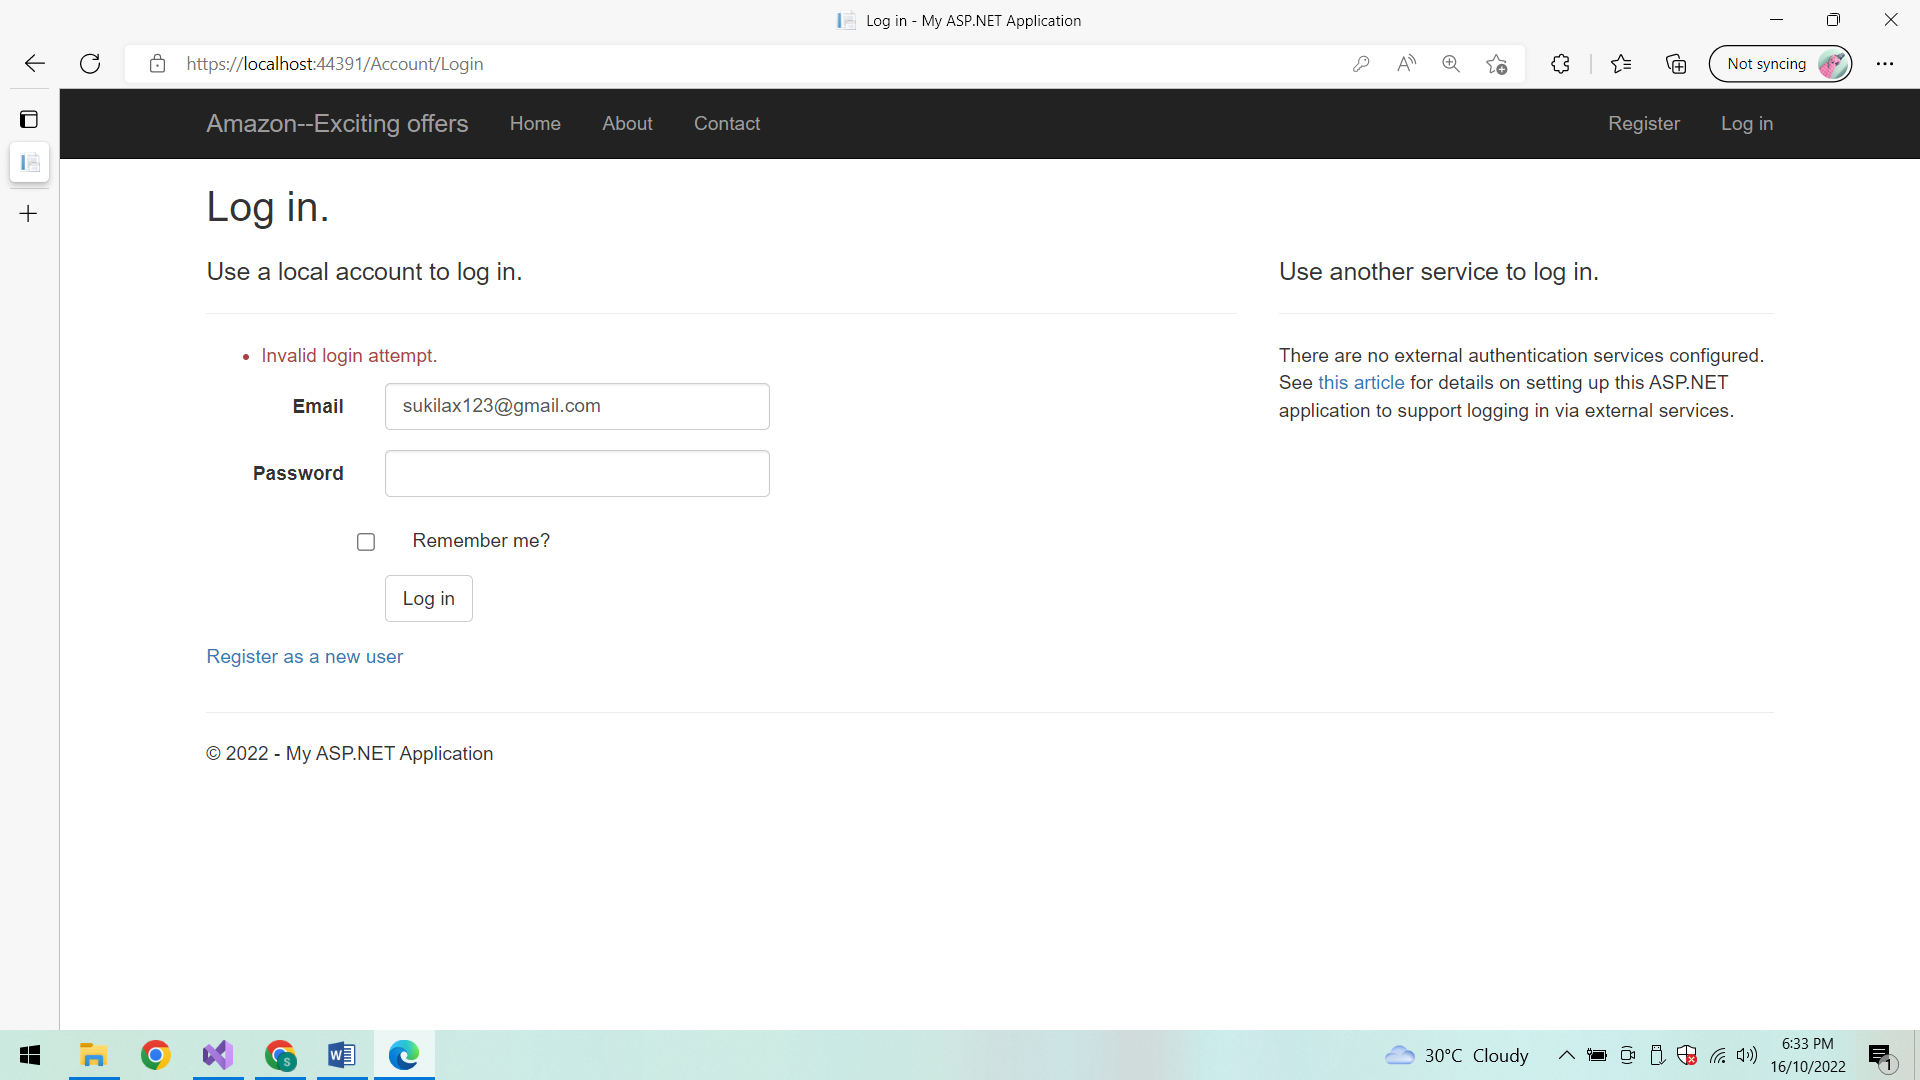 Log in - My ASP.NET Application
https://localhost:44391/Account/Login
Not syncing
Amazon--Exciting offers Home About Contact Register Log in
Log in.
Use a local account to log in.
Invalid login attempt.
Email sukilax123@gmail.com
Password
Remember me?
Log in
Register as a new user
Use another service to log in.
There are no external authentication services configured.
See this article for details on setting up this ASP.NET
application to support logging in via external services.
© 2022 - My ASP.NET Application
30°C Cloudy
6:33 PM
16/10/2022
1